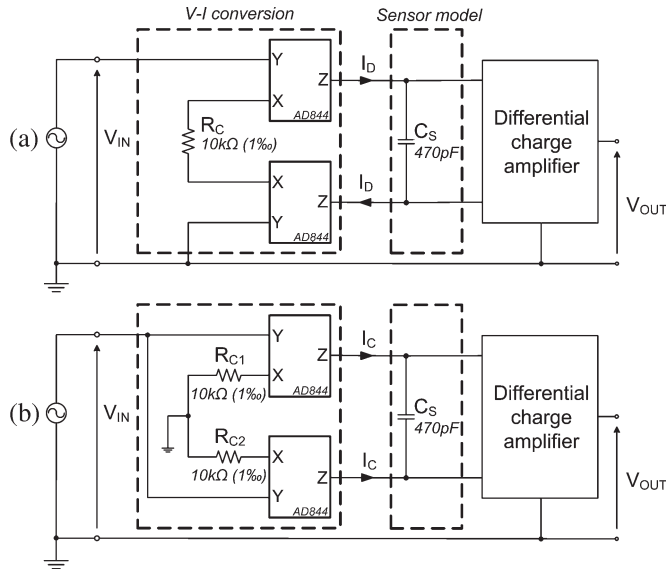 V-I conversion
Sensor model
(a)
V_IN
Y
X
Z
AD844
R_C
10kΩ (1‰)
X
Y
Z
AD844
I_D
I_D
C_S
470pF
Differential
charge
amplifier
V_OUT
(b)
V_IN
Y
X
Z
AD844
R_C1
10kΩ (1‰)
R_C2
10kΩ (1‰)
X
Y
Z
AD844
I_C
I_C
C_S
470pF
Differential
charge
amplifier
V_OUT